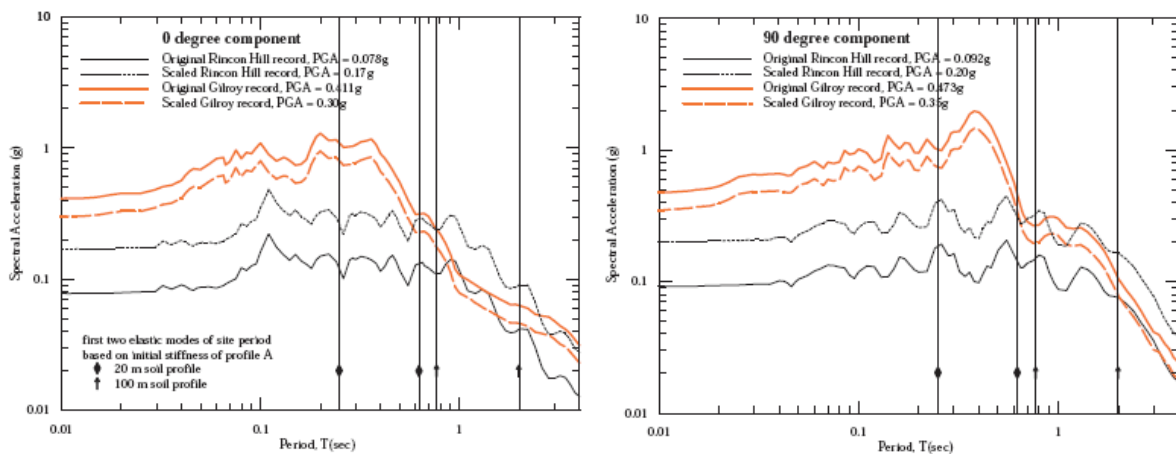 10
1
0.1
0.01
Spectral Acceleration (g)
0 degree component
Original Rincon Hill record, PGA = 0.078g
Scaled Rincon Hill record, PGA = 0.17g
Original Gilroy record, PGA = 0.411g
Scaled Gilroy record, PGA = 0.30g
first two elastic modes of site period
based on initial stiffness of profile A
20 m soil profile
100 m soil profile
0.01
0.1
1
Period, T(sec)
10
1
0.1
0.01
Spectral Acceleration (g)
90 degree component
Original Rincon Hill record, PGA = 0.092g
Scaled Rincon Hill record, PGA = 0.20g
Original Gilroy record, PGA = 0.473g
Scaled Gilroy record, PGA = 0.35g
0.01
0.1
1
Period, T(sec)